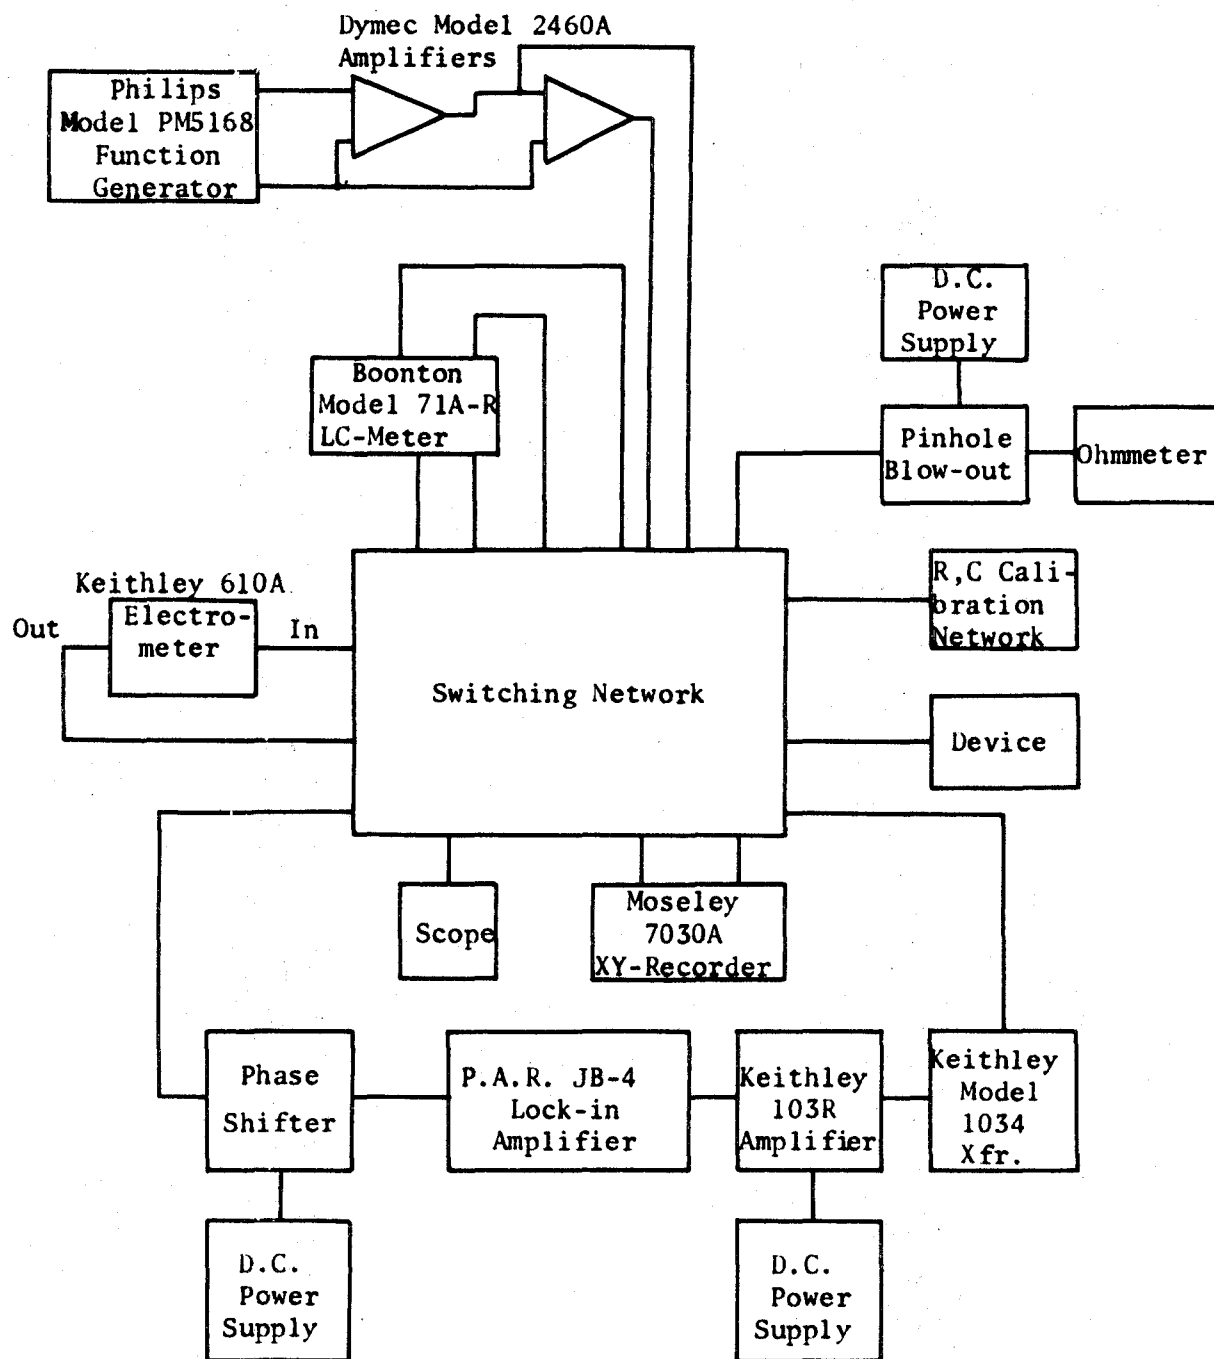 Dymec Model 2460A
Amplifiers
Philips
Model PM5168
Function
Generator
D.C.
Power
Supply
Boonton
Model 71A-R
LC-Meter
Pinhole
Blow-out
Ohmmeter
Keithley 610A
Electro-
meter
Out
In
R,C Cali-
bration
Network
Switching Network
Device
Scope
Moseley
7030A
XY-Recorder
Phase
Shifter
P.A.R. JB-4
Lock-in
Amplifier
Keithley
103R
Amplifier
Keithley
Model
1034
Xfr.
D.C.
Power
Supply
D.C.
Power
Supply